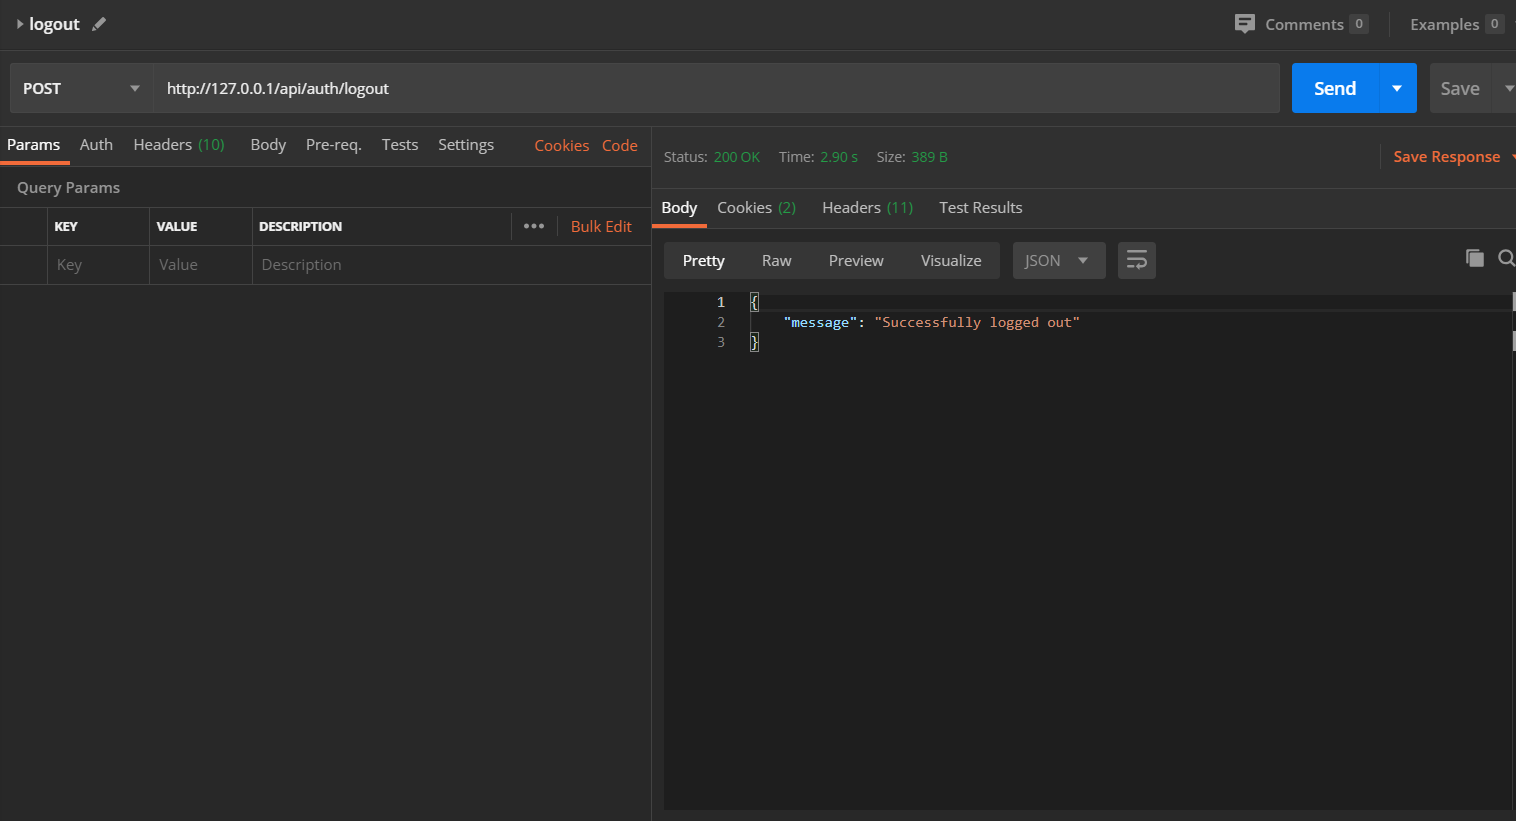 logout
Comments 0
Examples 0
POST
http://127.0.0.1/api/auth/logout
Send
Save
Params Auth Headers (10) Body Pre-req. Tests Settings Cookies Code
Query Params
KEY VALUE DESCRIPTION ••• Bulk Edit
Key Value Description
Status: 200 OK Time: 2.90 s Size: 389 B Save Response
Body Cookies (2) Headers (11) Test Results
Pretty Raw Preview Visualize JSON
1 {
2 "message": "Successfully logged out"
3 }